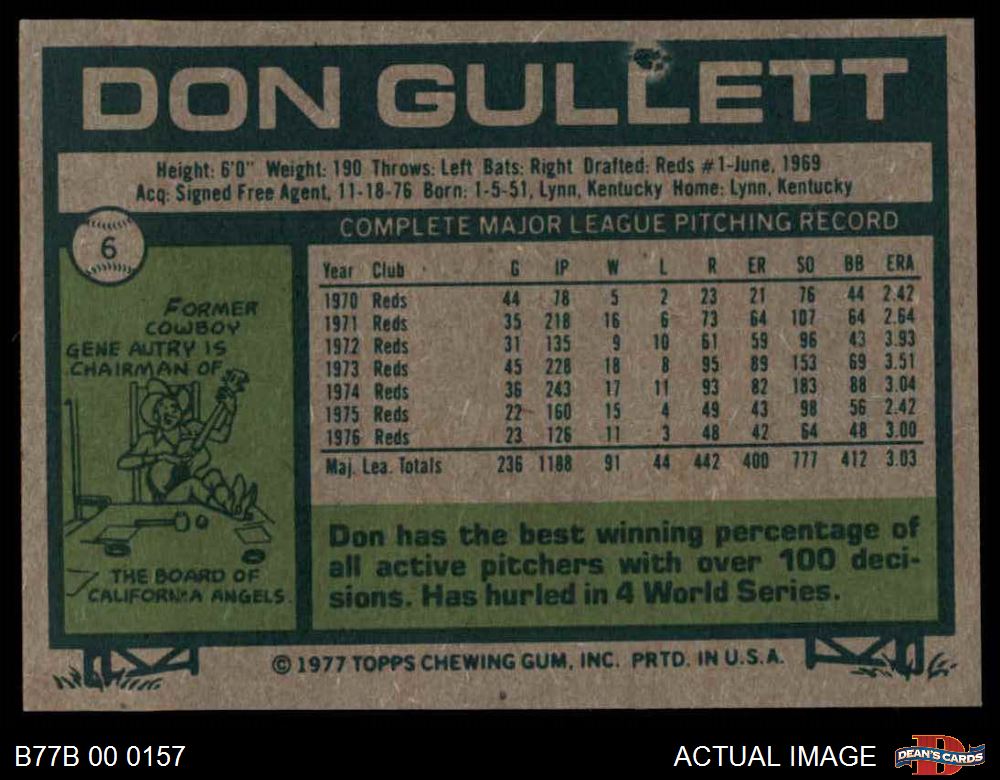 DON GULLETT
Height: 6'0" Weight: 190 Throws: Left Bats: Right Drafted: Reds #1-June, 1969
Acq: Signed Free Agent, 11-18-76 Born: 1-5-51, Lynn, Kentucky Home: Lynn, Kentucky
6
COMPLETE MAJOR LEAGUE PITCHING RECORD
Year Club G IP W L R ER SO BB ERA
1970 Reds 44 78 5 2 23 21 76 44 2.42
1971 Reds 35 218 16 6 73 64 107 64 2.64
1972 Reds 31 135 9 10 61 59 96 43 3.93
1973 Reds 45 228 18 8 95 89 153 69 3.51
1974 Reds 36 243 17 11 93 82 183 88 3.04
1975 Reds 22 160 15 4 49 43 98 56 2.42
1976 Reds 23 126 11 3 48 42 64 48 3.00
Maj. Lea. Totals 236 1188 91 44 442 400 777 412 3.03
FORMER
COWBOY
GENE AUTRY IS
CHAIRMAN OF
THE BOARD OF
CALIFORNIA ANGELS.
Don has the best winning percentage of
all active pitchers with over 100 deci-
sions. Has hurled in 4 World Series.
© 1977 TOPPS CHEWING GUM, INC. PRTD. IN U.S.A.
B77B 00 0157
ACTUAL IMAGE
D
DEAN'S CARDS